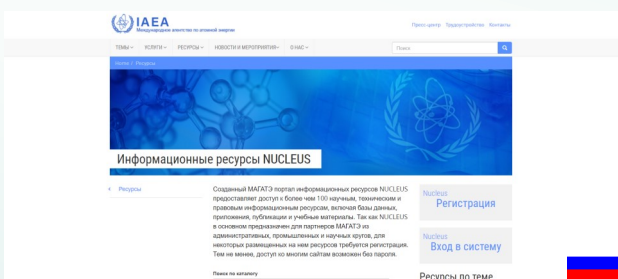 IAEA
Международное агентство по атомной энергии
Пресс-центр Трудоустройство Контакты
ТЕМЫ УСЛУГИ РЕСУРСЫ НОВОСТИ И МЕРОПРИЯТИЯ О НАС
Поиск
Home / Ресурсы
Информационные ресурсы NUCLEUS
Ресурсы
Созданный МАГАТЭ портал информационных ресурсов NUCLEUS
предоставляет доступ к более чем 100 научным, техническим и
правовым информационным ресурсам, включая базы данных,
приложения, публикации и учебные материалы. Так как NUCLEUS
в основном предназначен для партнеров МАГАТЭ из
административных, промышленных и научных кругов, для
некоторых размещенных на нем ресурсов требуется регистрация.
Тем не менее, доступ ко многим сайтам возможен без пароля.
Поиск по каталогу
Nucleus
Регистрация
Nucleus
Вход в систему
Ресурсы по теме